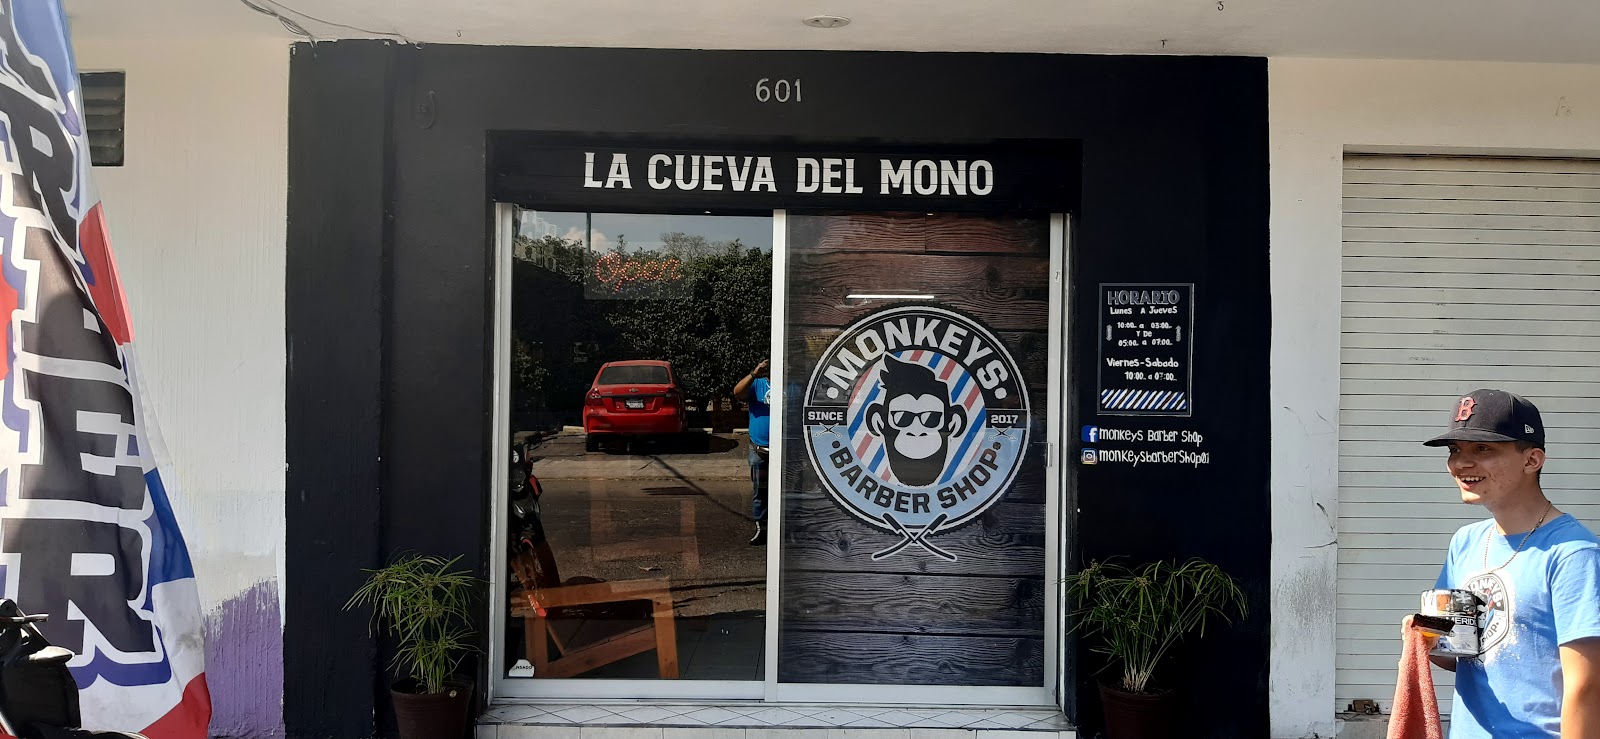 601
LA CUEVA DEL MONO
Open
MONKEYS
SINCE 2017
BARBER SHOP
HORARIO
Lunes A Jueves
10:00 a 03:00
Y DE
05:00 a 07:00
Viernes-Sabado
10:00 a 07:00
monkeys Barber Shop
monkeysbarberShop01
B